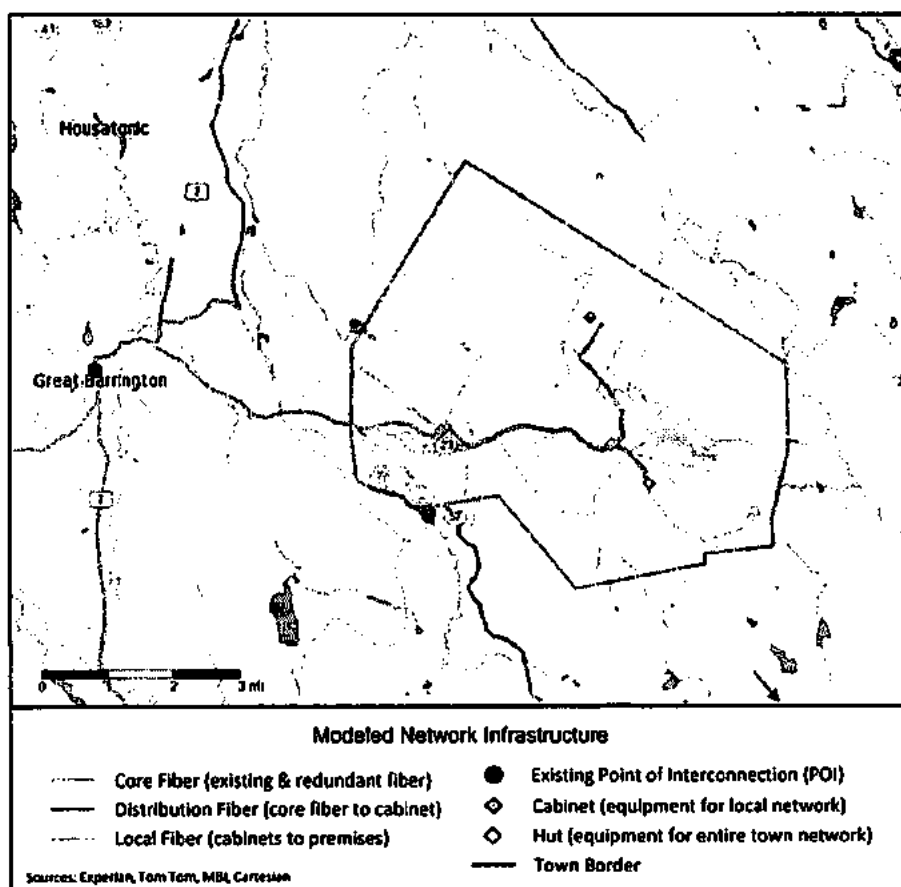 Housatonic
Great Barrington
7
0 1 2 3 mi
Modeled Network Infrastructure
Core Fiber (existing & redundant fiber)
Distribution Fiber (core fiber to cabinet)
Local Fiber (cabinets to premises)
Existing Point of Interconnection (POI)
Cabinet (equipment for local network)
Hut (equipment for entire town network)
Town Border
Sources: Experian, Tom Tom, MBI, Cartesian